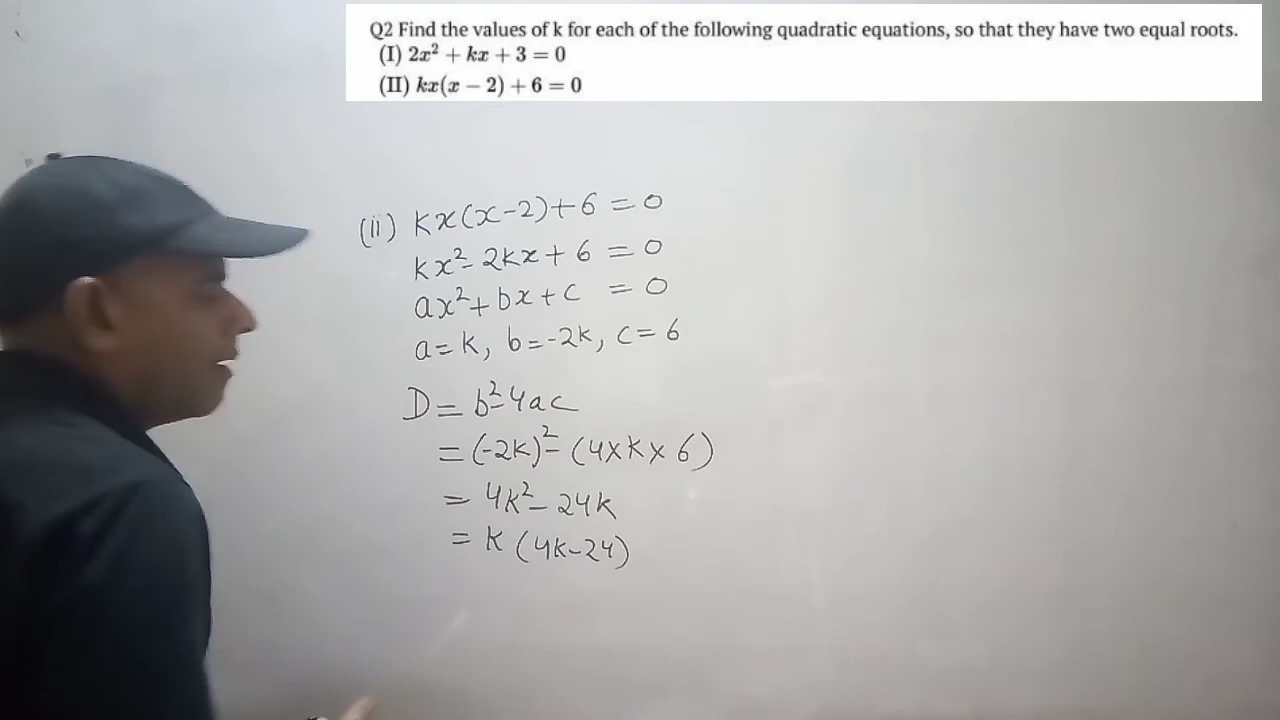 Q2 Find the values of k for each of the following quadratic equations, so that they have two equal roots.
(I) 2x² + kx + 3 = 0
(II) kx(x − 2) + 6 = 0
(ii) kx(x-2)+6 = 0
kx²- 2kx + 6 = 0
ax²+bx+c = 0
a=k, b=-2k, c=6
D= b²-4ac
= (-2k)²- (4×k×6)
= 4k²- 24k
= k (4k-24)